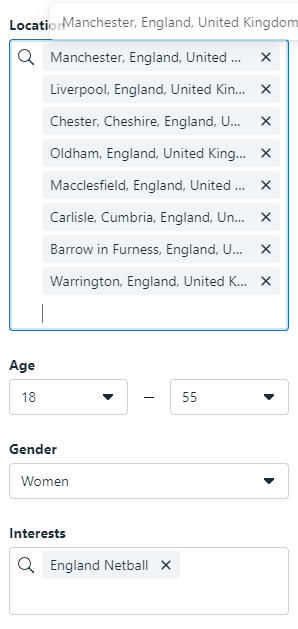 Location
Manchester, England, United Kingdom
Manchester, England, United ...
Liverpool, England, United Kin...
Chester, Cheshire, England, U...
Oldham, England, United King...
Macclesfield, England, United ...
Carlisle, Cumbria, England, Un...
Barrow in Furness, England, U...
Warrington, England, United K...
Age
18 — 55
Gender
Women
Interests
England Netball